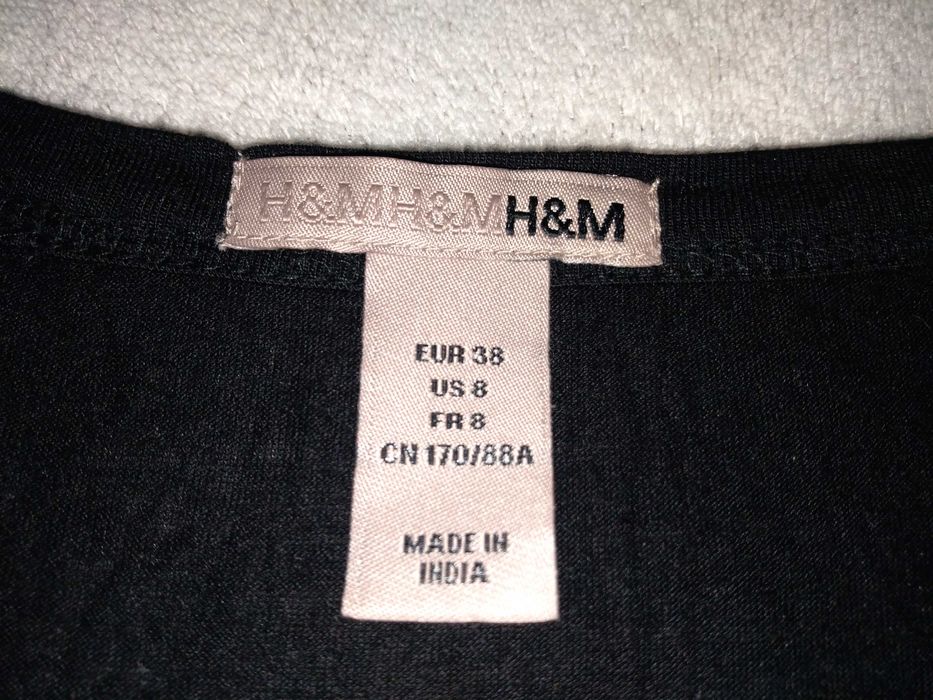 H&MH&MH&M
EUR 38
US 8
FR 8
CN 170/88A
MADE IN
INDIA